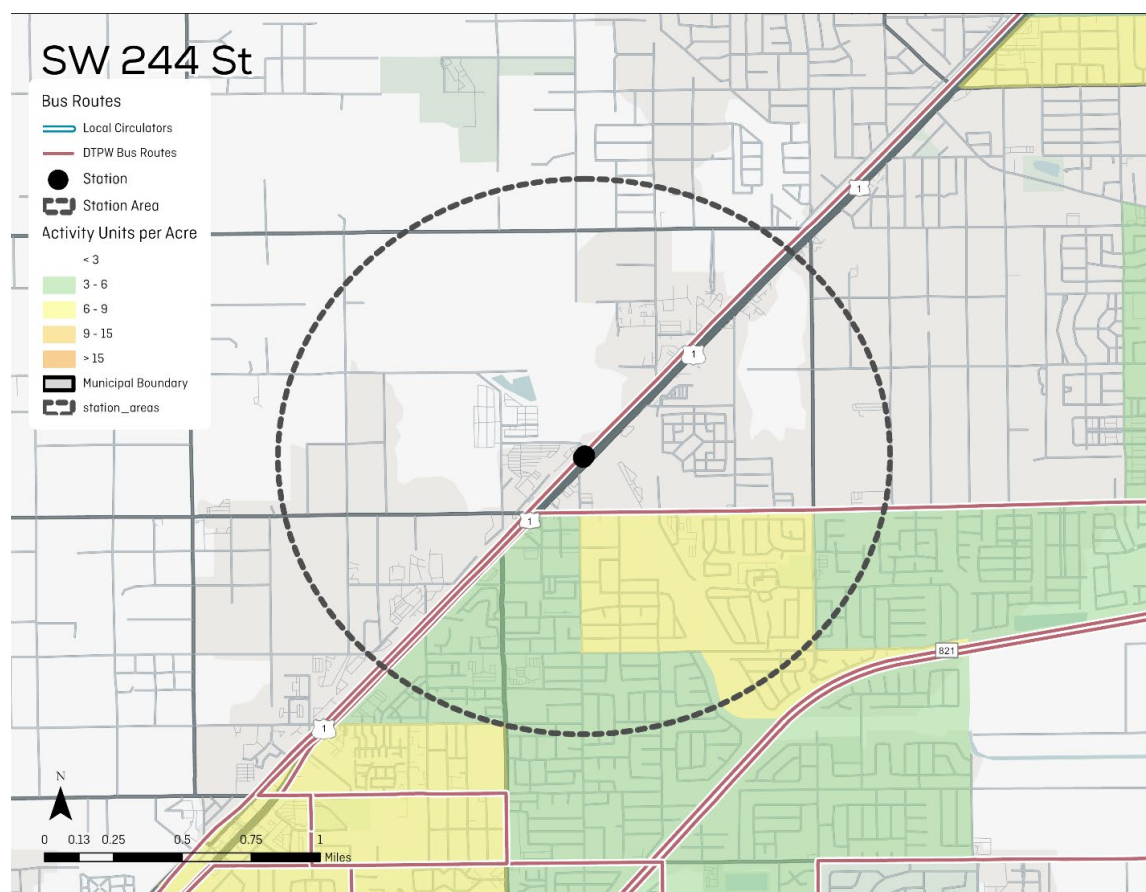 SW 244 St
Bus Routes
Local Circulators
DTPW Bus Routes
Station
Station Area
Activity Units per Acre
< 3
3 - 6
6 - 9
9 - 15
> 15
Municipal Boundary
station_areas
1
1
1
821
1
N
0 0.13 0.25 0.5 0.75 1
Miles